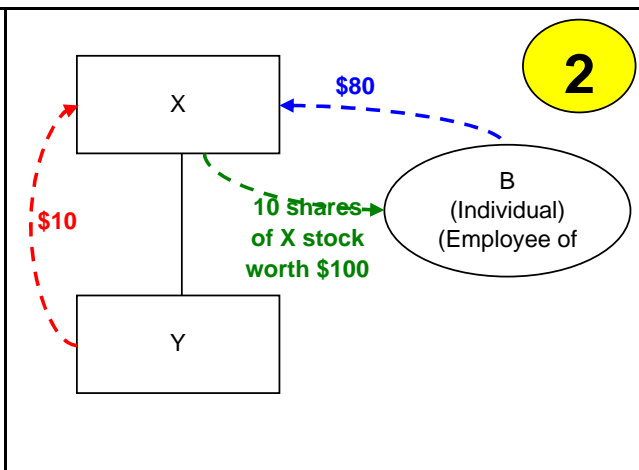 2
$80
X
B
(Individual)
(Employee of
10 shares
of X stock
worth $100
$10
Y